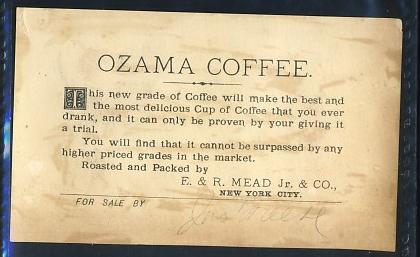 OZAMA COFFEE.
This new grade of Coffee will make the best and
the most delicious Cup of Coffee that you ever
drank, and it can only be proven by your giving it
a trial.
You will find that it cannot be surpassed by any
higher priced grades in the market.
Roasted and Packed by
E. & R. MEAD Jr. & CO.,
NEW YORK CITY.
FOR SALE BY